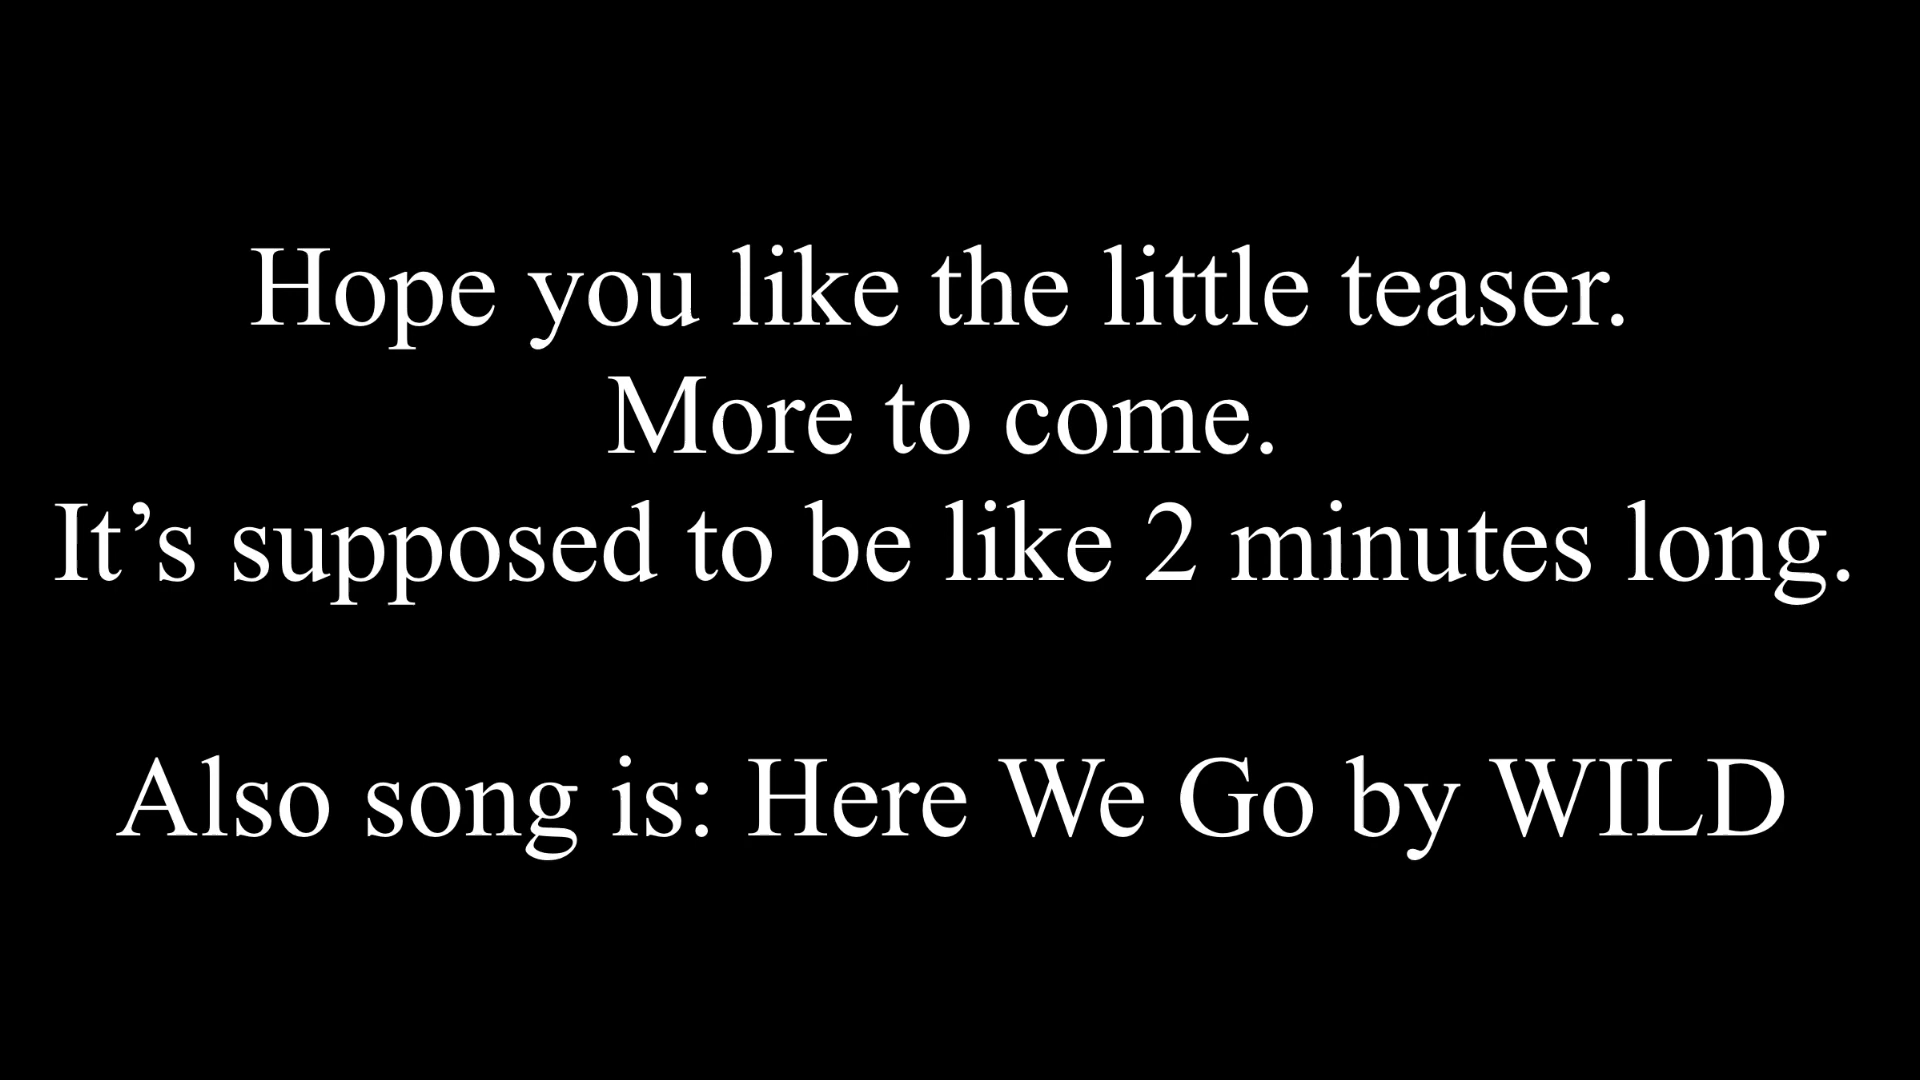 Hope you like the little teaser.
More to come.
It’s supposed to be like 2 minutes long.
Also song is: Here We Go by WILD